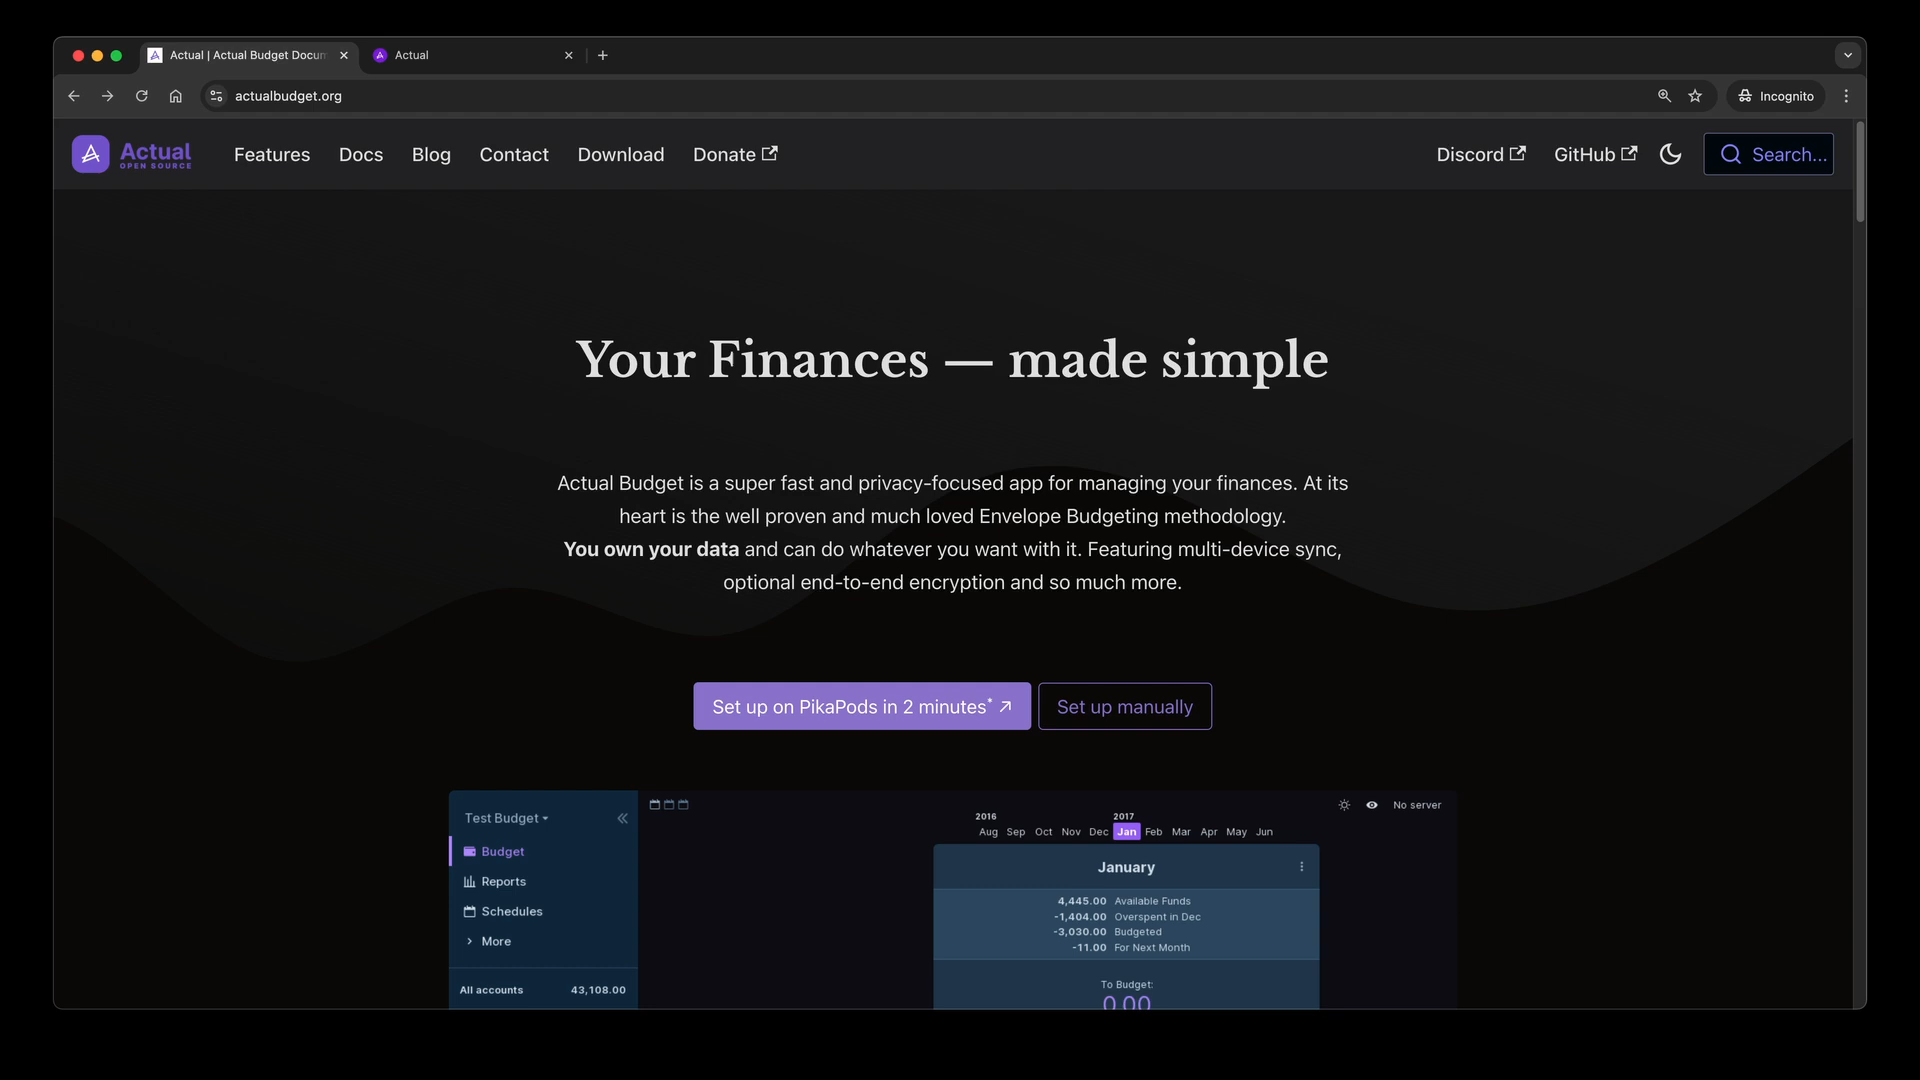 Actual | Actual Budget Docum
Actual
actualbudget.org
Incognito
Actual
OPEN SOURCE
Features
Docs
Blog
Contact
Download
Donate
Discord
GitHub
Search...
Your Finances — made simple
Actual Budget is a super fast and privacy-focused app for managing your finances. At its
heart is the well proven and much loved Envelope Budgeting methodology.
You own your data and can do whatever you want with it. Featuring multi-device sync,
optional end-to-end encryption and so much more.
Set up on PikaPods in 2 minutes* ↗
Set up manually
Test Budget
Budget
Reports
Schedules
More
All accounts 43,108.00
No server
2016 2017
Aug Sep Oct Nov Dec Jan Feb Mar Apr May Jun
January
4,445.00 Available Funds
-1,404.00 Overspent in Dec
-3,030.00 Budgeted
-11.00 For Next Month
To Budget:
0.00